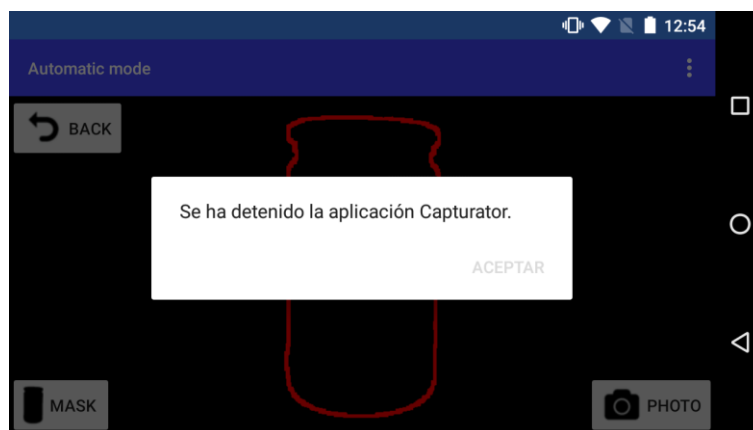 12:54
Automatic mode
BACK
Se ha detenido la aplicación Capturator.
ACEPTAR
MASK
PHOTO